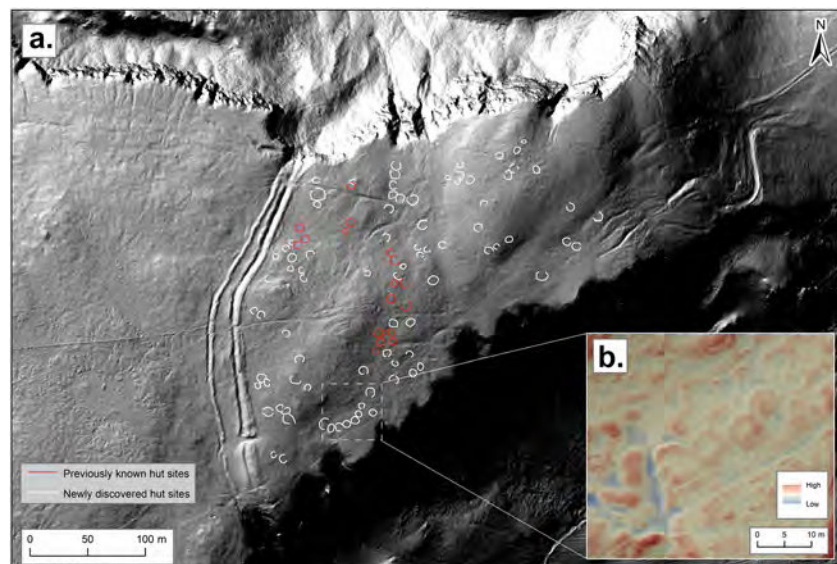 a.
N
Previously known hut sites
Newly discovered hut sites
0 50 100 m
b.
High
Low
0 5 10 m